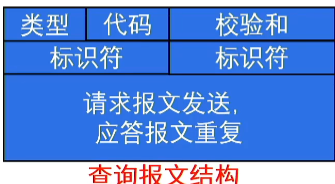 类型 代码 校验和
标识符 标识符
请求报文发送,
应答报文重复
查询报文结构